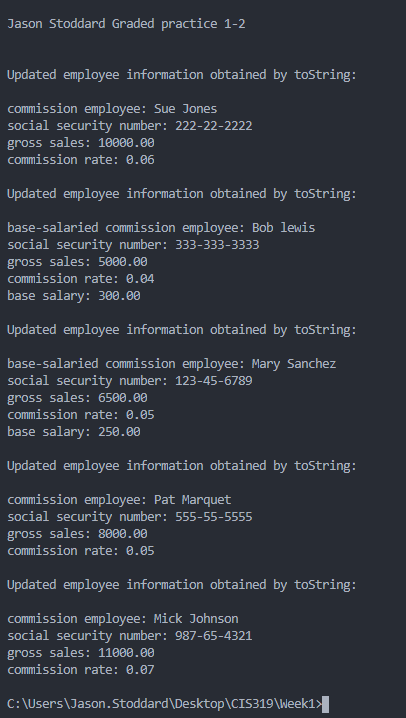 Jason Stoddard Graded practice 1-2
Updated employee information obtained by toString:
commission employee: Sue Jones
social security number: 222-22-2222
gross sales: 10000.00
commission rate: 0.06
Updated employee information obtained by toString:
base-salaried commission employee: Bob lewis
social security number: 333-333-3333
gross sales: 5000.00
commission rate: 0.04
base salary: 300.00
Updated employee information obtained by toString:
base-salaried commission employee: Mary Sanchez
social security number: 123-45-6789
gross sales: 6500.00
commission rate: 0.05
base salary: 250.00
Updated employee information obtained by toString:
commission employee: Pat Marquet
social security number: 555-55-5555
gross sales: 8000.00
commission rate: 0.05
Updated employee information obtained by toString:
commission employee: Mick Johnson
social security number: 987-65-4321
gross sales: 11000.00
commission rate: 0.07
C:\Users\Jason.Stoddard\Desktop\CIS319\Week1>